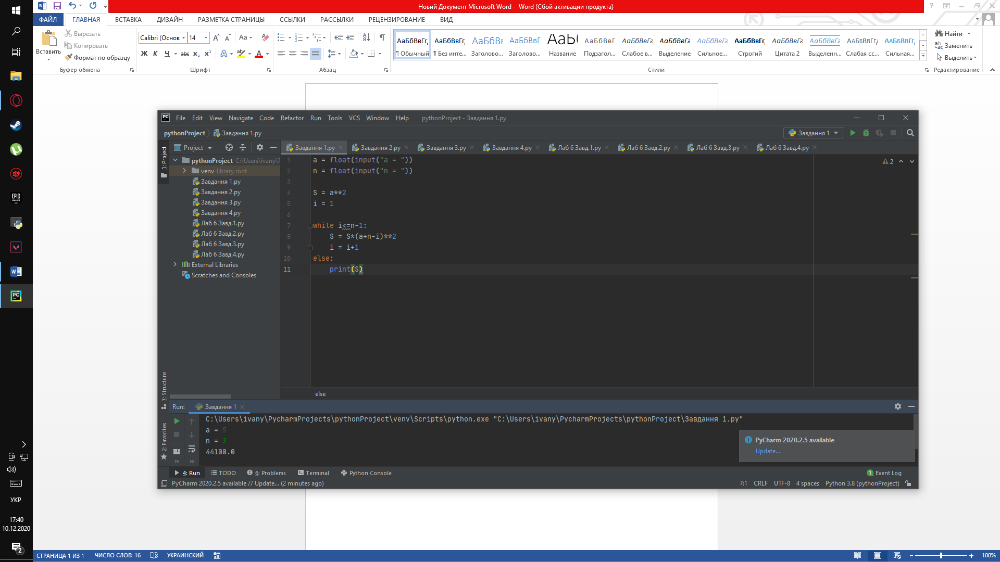 Новий Документ Microsoft Word - Word (Сбой активации продукта)
ФАЙЛ ГЛАВНАЯ ВСТАВКА ДИЗАЙН РАЗМЕТКА СТРАНИЦЫ ССЫЛКИ РАССЫЛКИ РЕЦЕНЗИРОВАНИЕ ВИД
Вставить
Вырезать
Копировать
Формат по образцу
Буфер обмена
Calibri (Основ 14
Ж К Ч abc x₂ x²
Шрифт
Абзац
АаБбВвГг, АаБбВвГг, АаБбВı АаБбВвГ АаЫ АаБбВвГ АаБбВвГг АаБбВвГг АаБбВвГг АаБбВвГг, АаБбВвГг АаБбВвГг ААББВВГГ, ААББВВГГ,
¶ Обычный ¶ Без инте... Заголово... Заголово... Название Подзагол... Слабое в... Выделение Сильное... Строгий Цитата 2 Выделенн... Слабая сс... Сильная...
Стили
Найти
Заменить
Выделить
Редактирование
File Edit View Navigate Code Refactor Run Tools VCS Window Help pythonProject - Завдання 1.py
pythonProject Завдання 1.py
Завдання 1
1: Project
Project
pythonProject C:\Users\ivany\P
venv library root
Завдання 1.py
Завдання 2.py
Завдання 3.py
Завдання 4.py
Лаб 6 Завд.1.py
Лаб 6 Завд.2.py
Лаб 6 Завд.3.py
Лаб 6 Завд.4.py
External Libraries
Scratches and Consoles
Завдання 1.py Завдання 2.py Завдання 3.py Завдання 4.py Лаб 6 Завд.1.py Лаб 6 Завд.2.py Лаб 6 Завд.3.py Лаб 6 Завд.4.py
2
1 a = float(input("a = "))
2 n = float(input("n = "))
3
4 S = a**2
5 i = 1
6
7 while i<=n-1:
8 S = S*(a+n-i)**2
9 i = i+1
10 else:
11 print(S)
else
7: Structure
2: Favorites
Run: Завдання 1
C:\Users\ivany\PycharmProjects\pythonProject\venv\Scripts\python.exe "C:\Users\ivany\PycharmProjects\pythonProject\Завдання 1.py"
a = 5
n = 3
44100.0
PyCharm 2020.2.5 available
Update...
4: Run TODO 6: Problems Terminal Python Console 1 Event Log
PyCharm 2020.2.5 available // Update... (2 minutes ago) 7:1 CRLF UTF-8 4 spaces Python 3.8 (pythonProject)
EPIC GAMES
УКР
17:40
10.12.2020
2
СТРАНИЦА 1 ИЗ 1 ЧИСЛО СЛОВ: 16 УКРАИНСКИЙ 100%